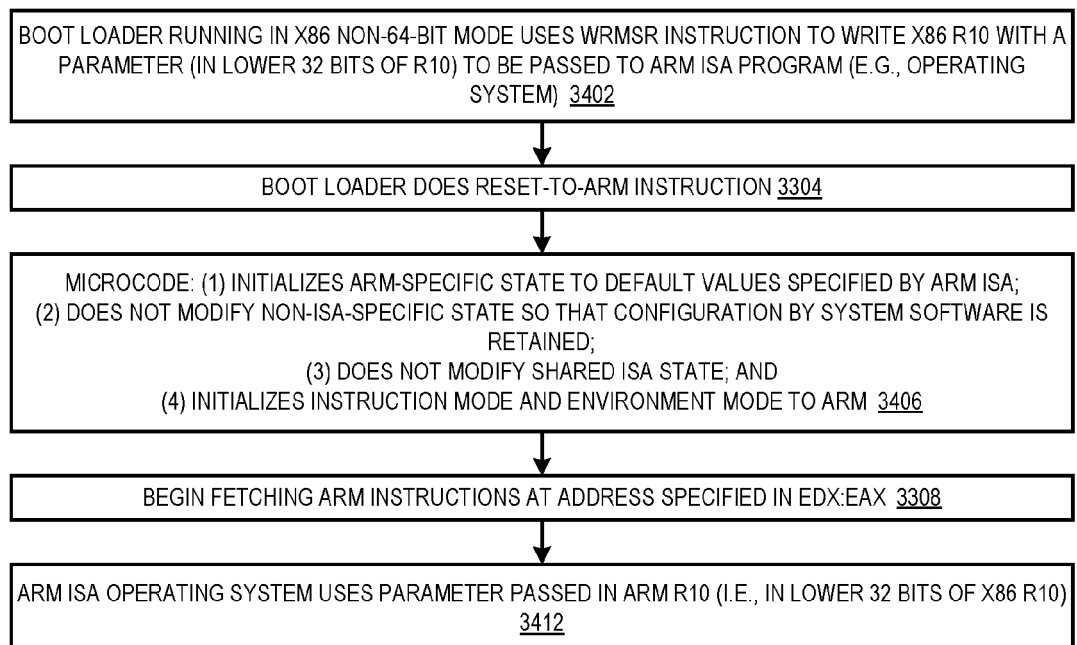 BOOT LOADER RUNNING IN X86 NON-64-BIT MODE USES WRMSR INSTRUCTION TO WRITE X86 R10 WITH A
PARAMETER (IN LOWER 32 BITS OF R10) TO BE PASSED TO ARM ISA PROGRAM (E.G., OPERATING
SYSTEM) 3402
BOOT LOADER DOES RESET-TO-ARM INSTRUCTION 3304
MICROCODE: (1) INITIALIZES ARM-SPECIFIC STATE TO DEFAULT VALUES SPECIFIED BY ARM ISA;
(2) DOES NOT MODIFY NON-ISA-SPECIFIC STATE SO THAT CONFIGURATION BY SYSTEM SOFTWARE IS
RETAINED;
(3) DOES NOT MODIFY SHARED ISA STATE; AND
(4) INITIALIZES INSTRUCTION MODE AND ENVIRONMENT MODE TO ARM 3406
BEGIN FETCHING ARM INSTRUCTIONS AT ADDRESS SPECIFIED IN EDX:EAX 3308
ARM ISA OPERATING SYSTEM USES PARAMETER PASSED IN ARM R10 (I.E., IN LOWER 32 BITS OF X86 R10)
3412